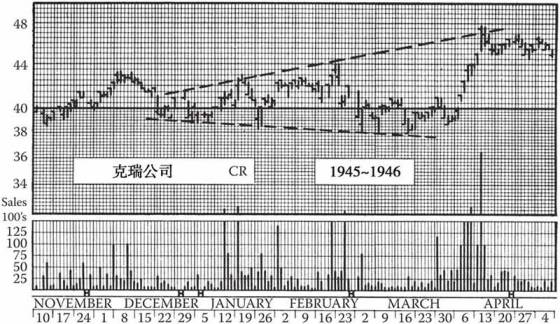 48
44
42
40
38
36
34
克瑞公司 CR 1945~1946
Sales
100's
125
100
75
50
25
NOVEMBER DECEMBER JANUARY FEBRUARY MARCH APRIL
10 17 24 1 8 15 22 29 5 12 19 26 2 9 16 23 2 9 16 23 30 6 13 20 27 4